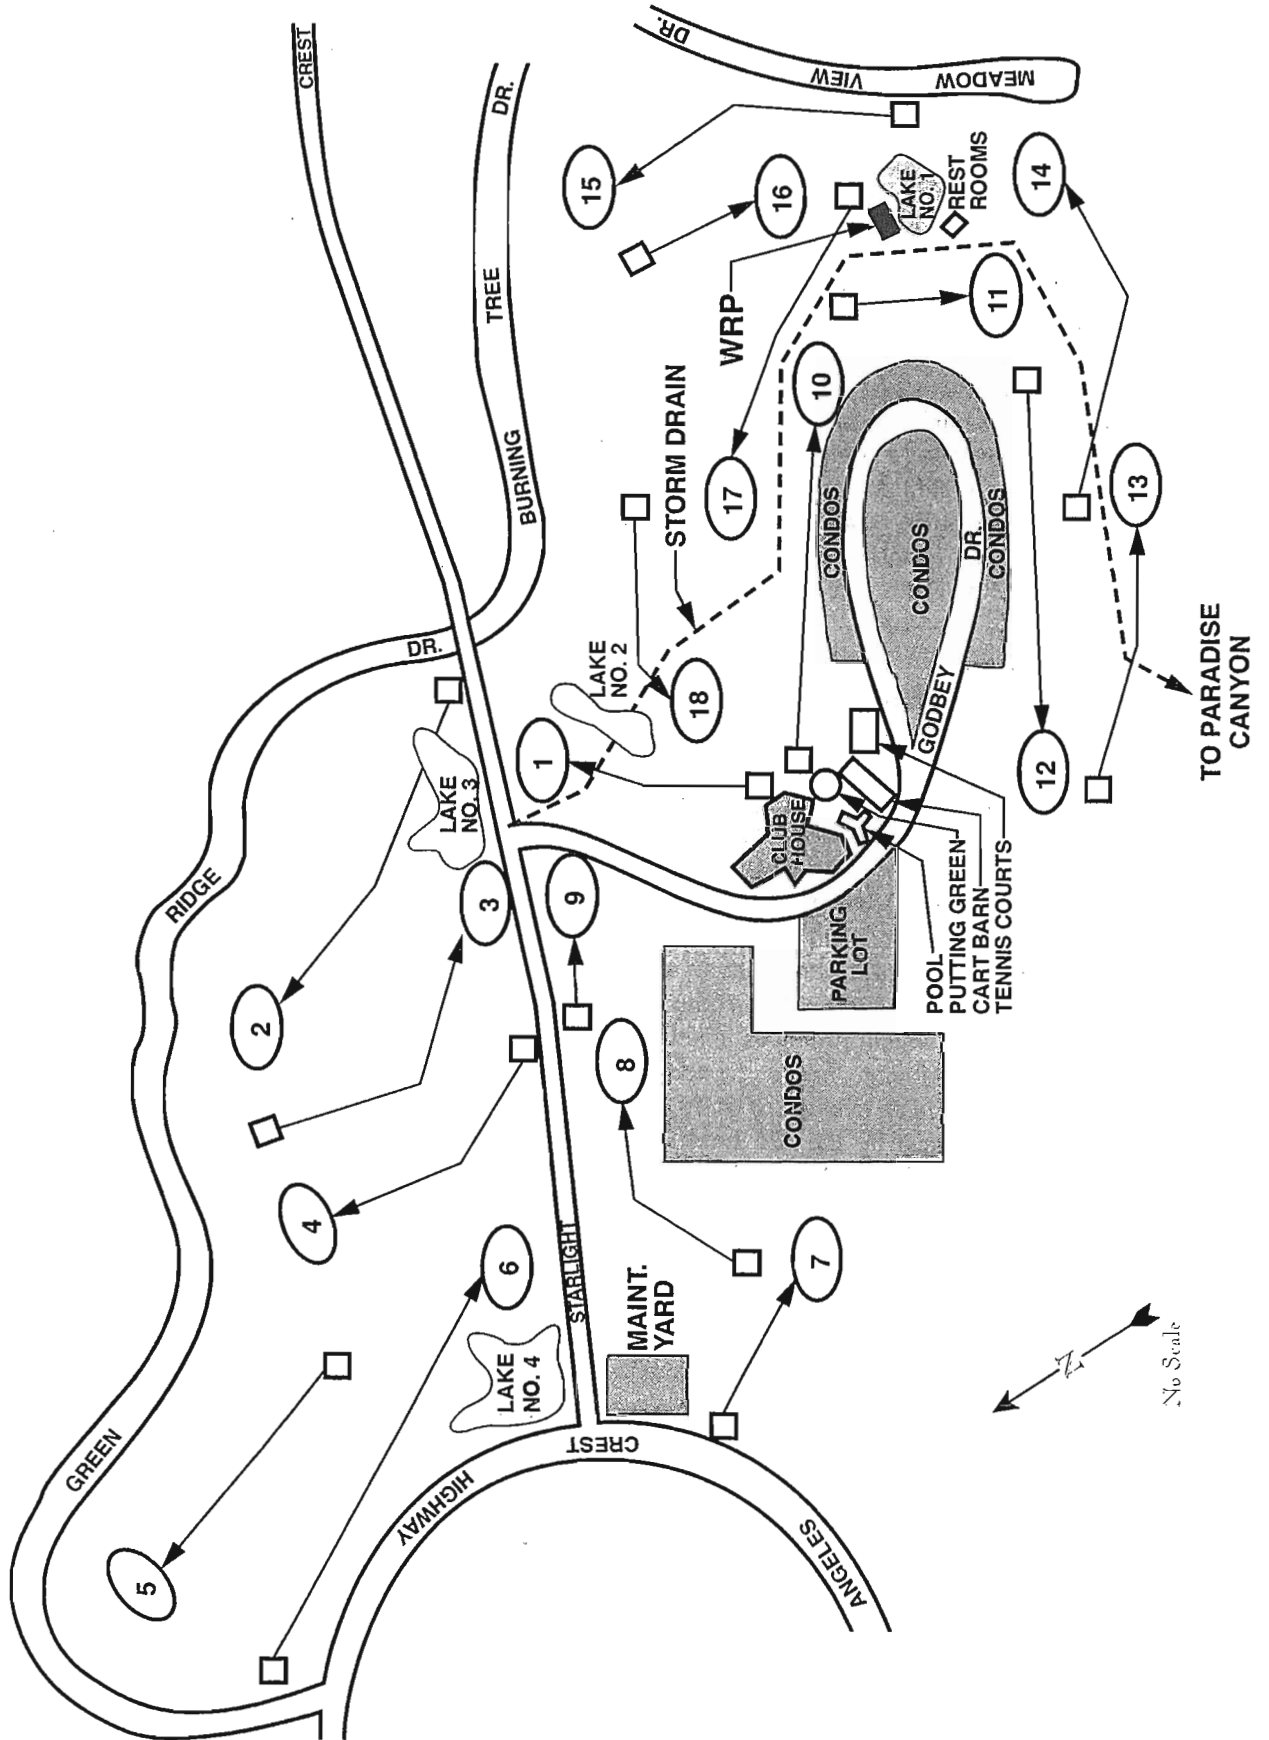 GREEN
RIDGE
DR.
CREST
BURNING
TREE
DR.
MEADOW
VIEW
DR.
ANGELES
CREST
HIGHWAY
STARLIGHT
5
2
4
3
6
LAKE
NO. 4
LAKE
NO. 3
LAKE
NO. 2
1
9
8
7
18
MAINT.
YARD
STORM DRAIN
WRP
15
16
17
10
11
LAKE
NO. 1
REST
ROOMS
14
13
12
CLUB
HOUSE
PARKING
LOT
CONDOS
CONDOS
CONDOS
CONDOS
GODBEY
DR.
POOL
PUTTING GREEN
CART BARN
TENNIS COURTS
TO PARADISE
CANYON
N
No Scale